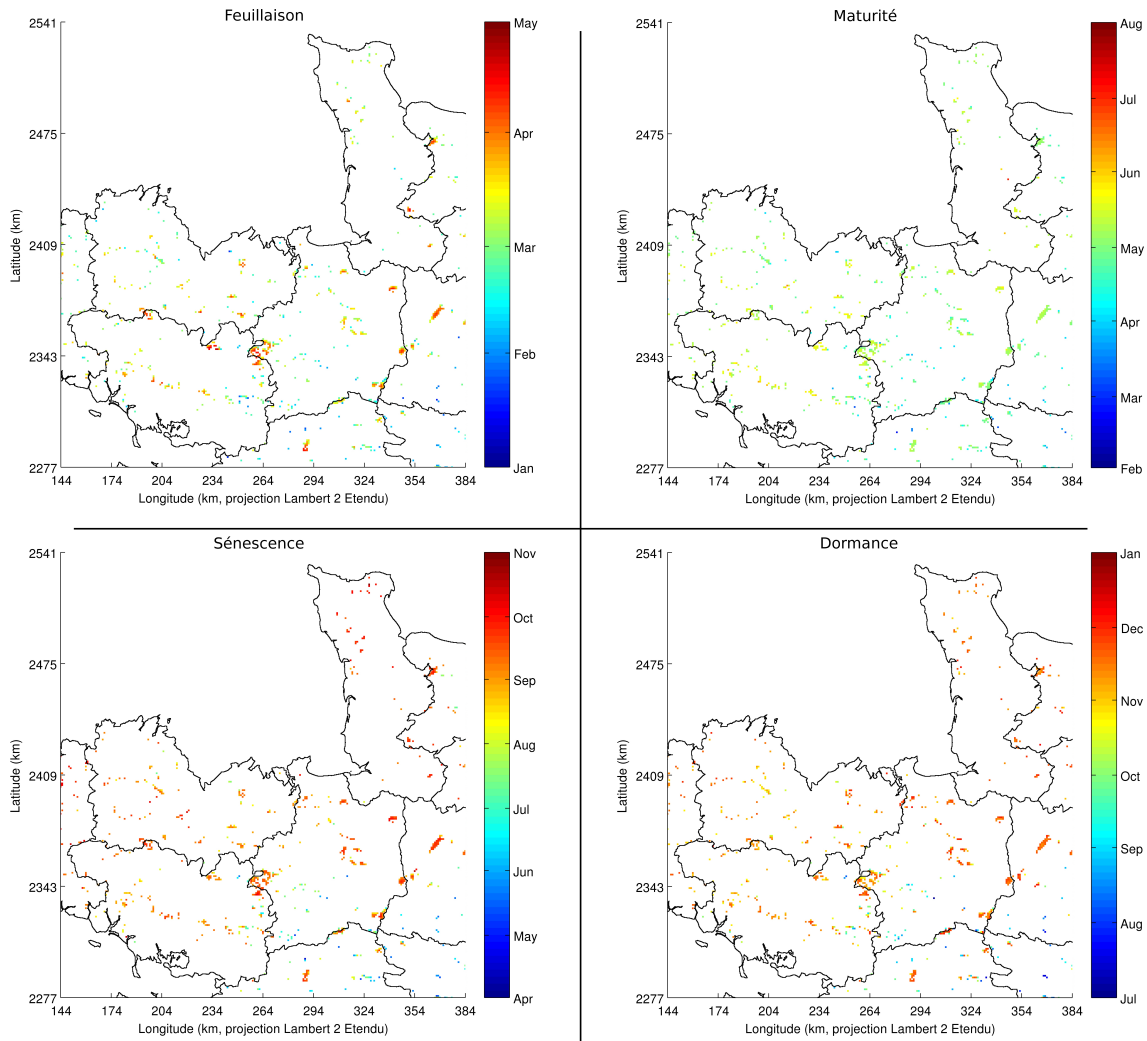 Feuillaison
2541
2475
2409
2343
2277
Latitude (km)
144 174 204 234 264 294 324 354 384
Longitude (km, projection Lambert 2 Etendu)
May
Apr
Mar
Feb
Jan
Maturité
2541
2475
2409
2343
2277
Latitude (km)
144 174 204 234 264 294 324 354 384
Longitude (km, projection Lambert 2 Etendu)
Aug
Jul
Jun
May
Apr
Mar
Feb
Sénescence
2541
2475
2409
2343
2277
Latitude (km)
144 174 204 234 264 294 324 354 384
Longitude (km, projection Lambert 2 Etendu)
Nov
Oct
Sep
Aug
Jul
Jun
May
Apr
Dormance
2541
2475
2409
2343
2277
Latitude (km)
144 174 204 234 264 294 324 354 384
Longitude (km, projection Lambert 2 Etendu)
Jan
Dec
Nov
Oct
Sep
Aug
Jul